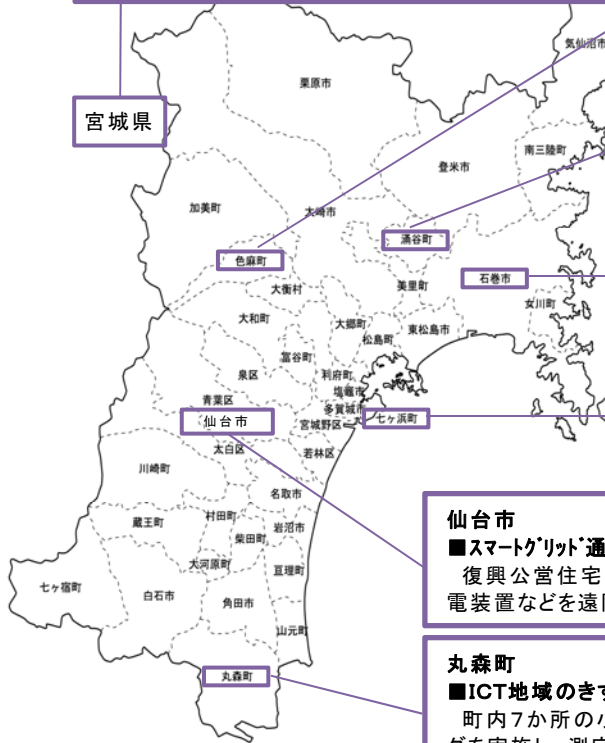 気仙沼市
栗原市
宮城県
南三陸町
登米市
加美町
大崎市
涌谷町
色麻町
石巻市
大衡村
美里町
女川町
大和町
大郷町
東松島市
松島町
富谷町
泉区
利府町
塩竈市
青葉区
多賀城市
仙台市
宮城野区
七ヶ浜町
太白区
若林区
川崎町
名取市
蔵王町
村田町
岩沼市
柴田町
大河原町
亘理町
七ヶ宿町
白石市
角田市
山元町
丸森町
仙台市
■スマートグリッド通
復興公営住宅
電装置などを遠
丸森町
■ICT地域のきず
町内7か所の小